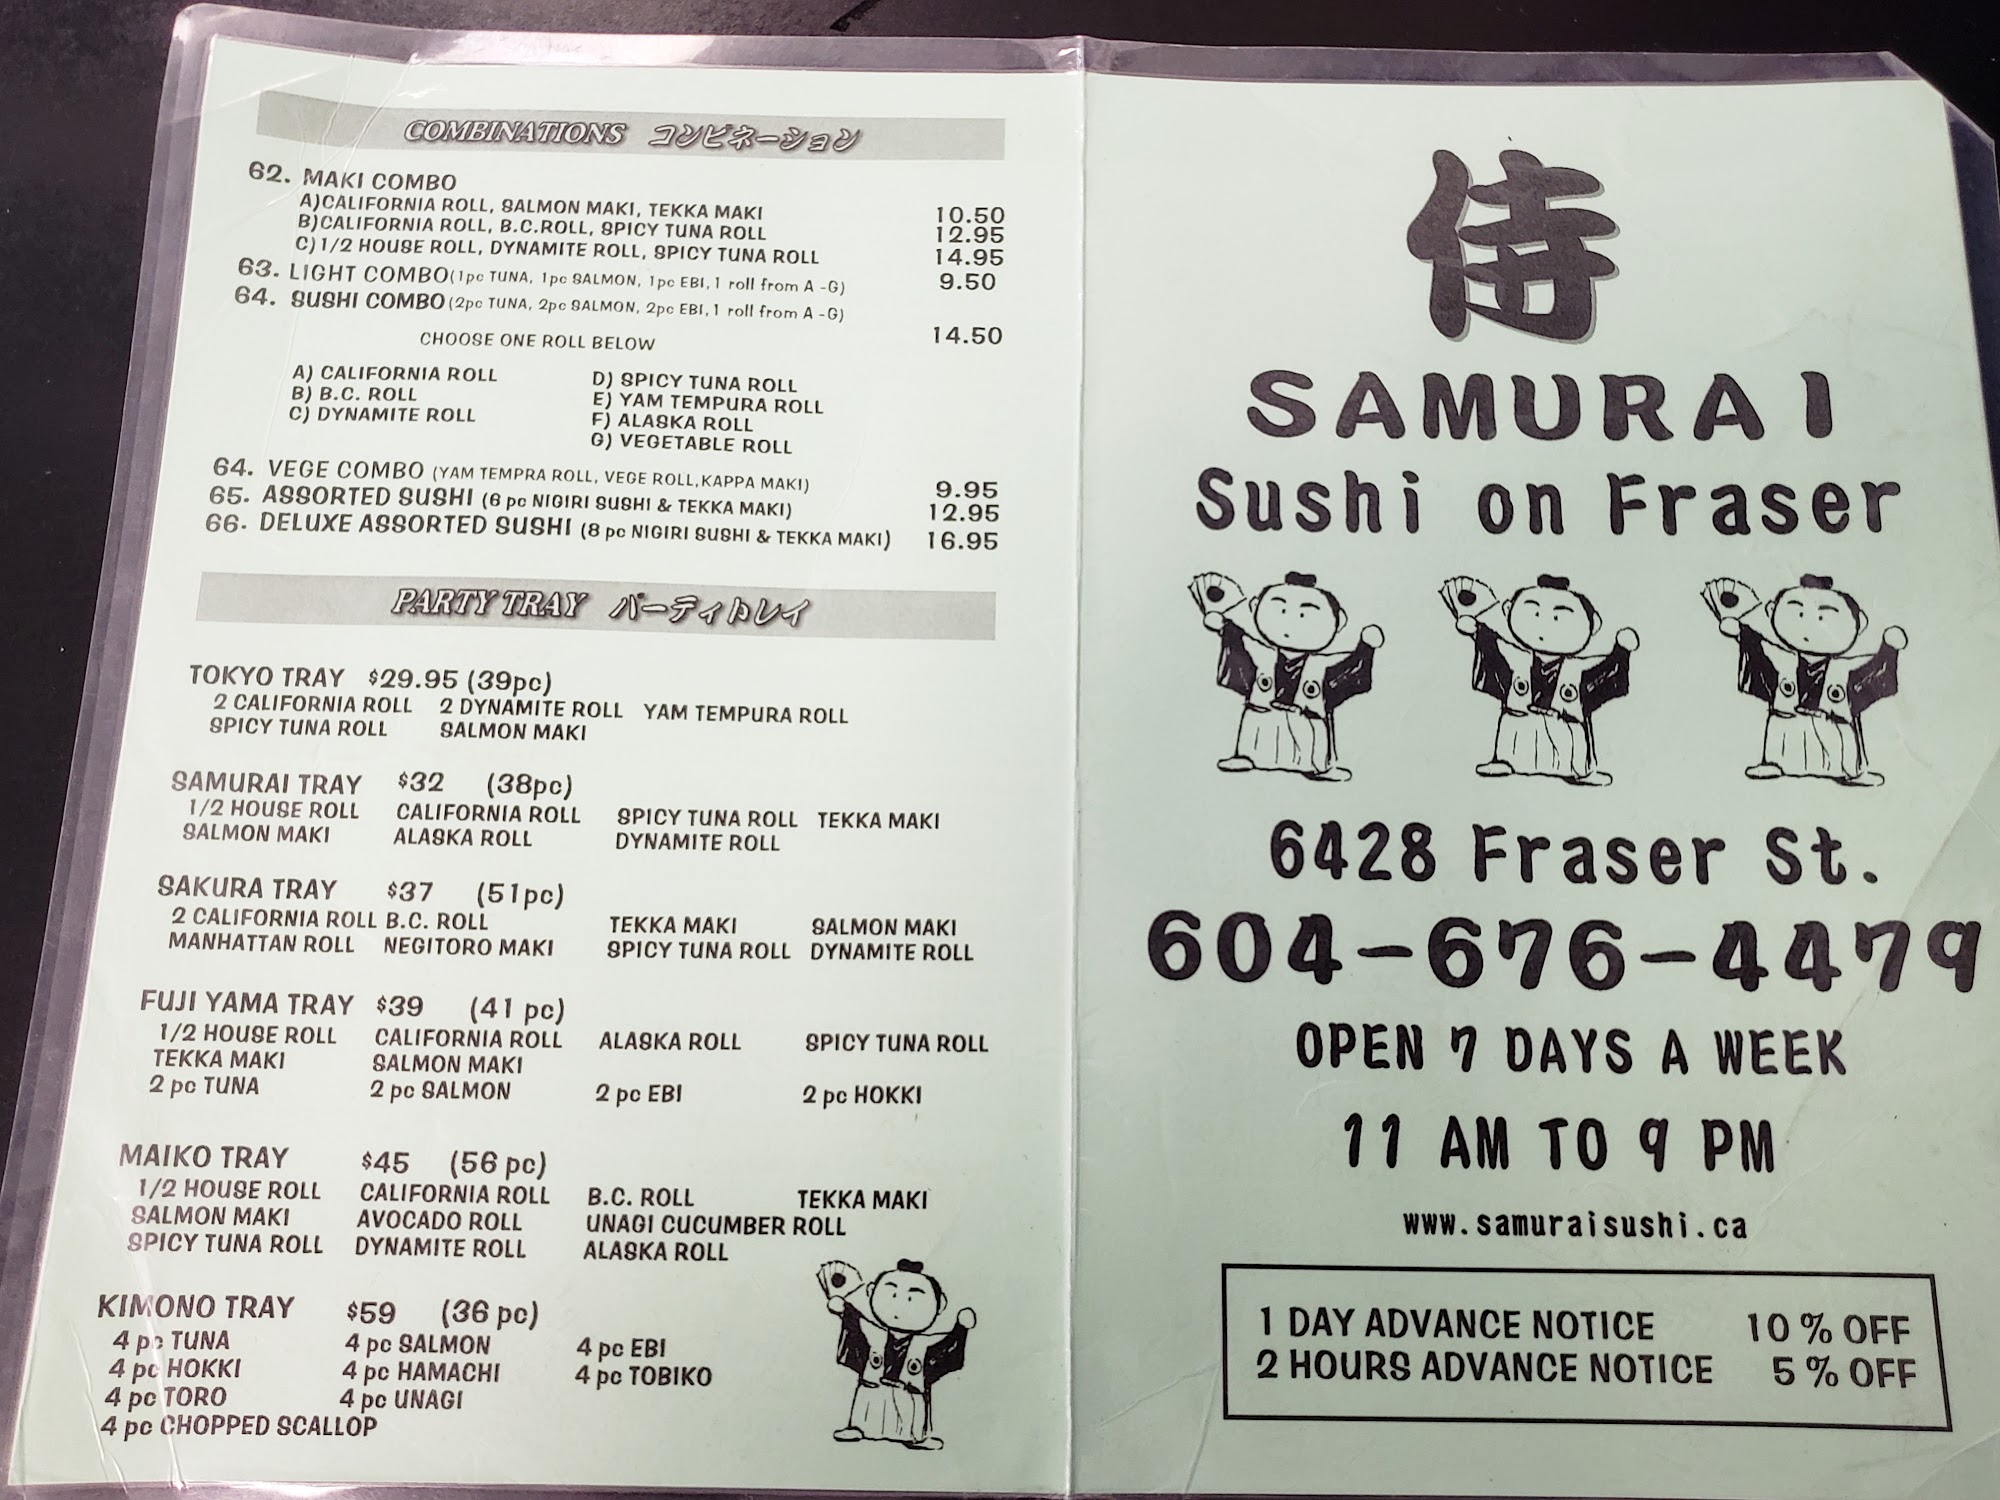 COMBINATIONS コンビネーション
62. MAKI COMBO
A)CALIFORNIA ROLL, SALMON MAKI, TEKKA MAKI 10.50
B)CALIFORNIA ROLL, B.C.ROLL, SPICY TUNA ROLL 12.95
C)1/2 HOUSE ROLL, DYNAMITE ROLL, SPICY TUNA ROLL 14.95
63. LIGHT COMBO(1pc TUNA, 1pc SALMON, 1pc EBI,1 roll from A -G) 9.50
64. SUSHI COMBO(2pc TUNA, 2pc SALMON, 2pc EBI,1 roll from A -G)
14.50
CHOOSE ONE ROLL BELOW
A) CALIFORNIA ROLL D) SPICY TUNA ROLL
B) B.C. ROLL E) YAM TEMPURA ROLL
C) DYNAMITE ROLL F) ALASKA ROLL
G) VEGETABLE ROLL
64. VEGE COMBO (YAM TEMPRA ROLL, VEGE ROLL,KAPPA MAKI) 9.95
65. ASSORTED SUSHI (6 pc NIGIRI SUSHI & TEKKA MAKI) 12.95
66. DELUXE ASSORTED SUSHI (8 pc NIGIRI SUSHI & TEKKA MAKI) 16.95
PARTY TRAY パーティトレイ
TOKYO TRAY $29.95 (39pc)
2 CALIFORNIA ROLL 2 DYNAMITE ROLL YAM TEMPURA ROLL
SPICY TUNA ROLL SALMON MAKI
SAMURAI TRAY $32 (38pc)
1/2 HOUSE ROLL CALIFORNIA ROLL SPICY TUNA ROLL TEKKA MAKI
SALMON MAKI ALASKA ROLL DYNAMITE ROLL
SAKURA TRAY $37 (51pc)
2 CALIFORNIA ROLL B.C. ROLL TEKKA MAKI SALMON MAKI
MANHATTAN ROLL NEGITORO MAKI SPICY TUNA ROLL DYNAMITE ROLL
FUJI YAMA TRAY $39 (41 pc)
1/2 HOUSE ROLL CALIFORNIA ROLL ALASKA ROLL SPICY TUNA ROLL
TEKKA MAKI SALMON MAKI
2 pc TUNA 2 pc SALMON 2 pc EBI 2 pc HOKKI
MAIKO TRAY $45 (56 pc)
1/2 HOUSE ROLL CALIFORNIA ROLL B.C. ROLL TEKKA MAKI
SALMON MAKI AVOCADO ROLL UNAGI CUCUMBER ROLL
SPICY TUNA ROLL DYNAMITE ROLL ALASKA ROLL
KIMONO TRAY $59 (36 pc)
4 pc TUNA 4 pc SALMON 4 pc EBI
4 pc HOKKI 4 pc HAMACHI 4 pc TOBIKO
4 pc TORO 4 pc UNAGI
4 pc CHOPPED SCALLOP
侍
SAMURAI
Sushi on Fraser
6428 Fraser St.
604-676-4479
OPEN 7 DAYS A WEEK
11 AM TO 9 PM
www.samuraisushi.ca
1 DAY ADVANCE NOTICE 10 % OFF
2 HOURS ADVANCE NOTICE 5 % OFF